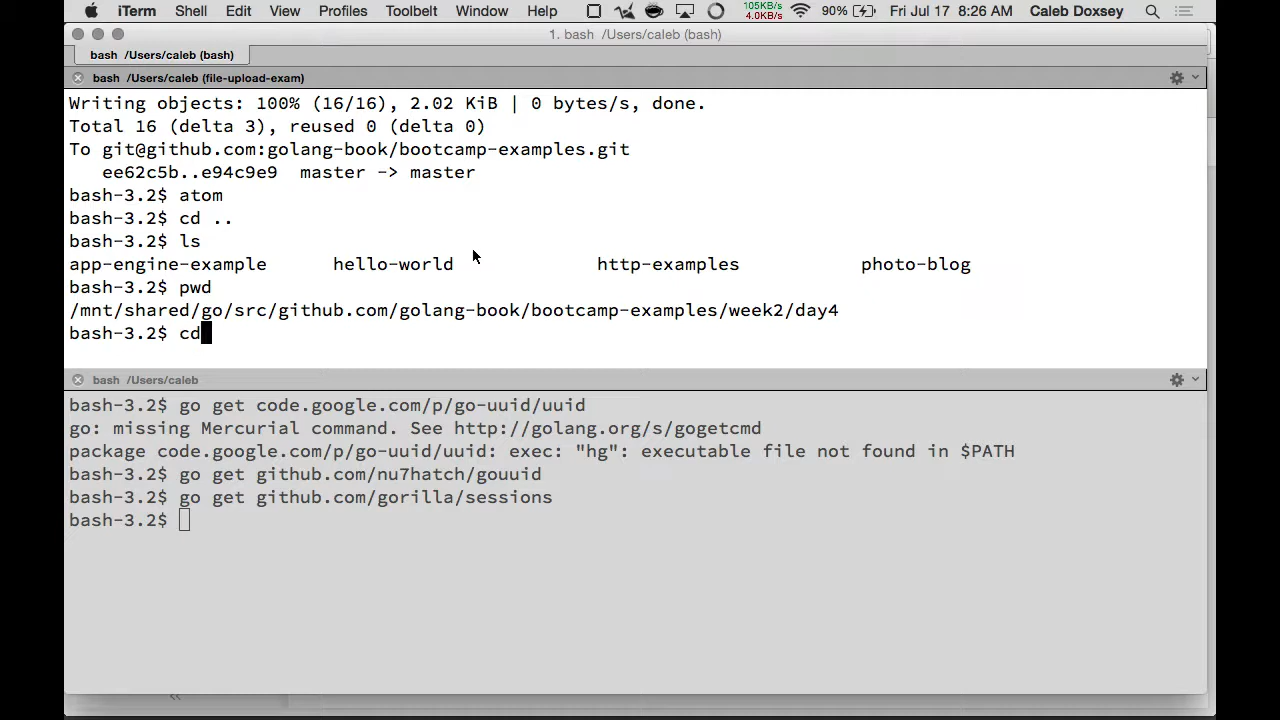 iTerm Shell Edit View Profiles Toolbelt Window Help 105KB/s 4.0KB/s 90% Fri Jul 17 8:26 AM Caleb Doxsey
1. bash /Users/caleb (bash)
bash /Users/caleb (bash)
bash /Users/caleb (file-upload-exam)
Writing objects: 100% (16/16), 2.02 KiB | 0 bytes/s, done.
Total 16 (delta 3), reused 0 (delta 0)
To git@github.com:golang-book/bootcamp-examples.git
ee62c5b..e94c9e9 master -> master
bash-3.2$ atom
bash-3.2$ cd ..
bash-3.2$ ls
app-engine-example hello-world http-examples photo-blog
bash-3.2$ pwd
/mnt/shared/go/src/github.com/golang-book/bootcamp-examples/week2/day4
bash-3.2$ cd
bash /Users/caleb
bash-3.2$ go get code.google.com/p/go-uuid/uuid
go: missing Mercurial command. See http://golang.org/s/gogetcmd
package code.google.com/p/go-uuid/uuid: exec: "hg": executable file not found in $PATH
bash-3.2$ go get github.com/nu7hatch/gouuid
bash-3.2$ go get github.com/gorilla/sessions
bash-3.2$